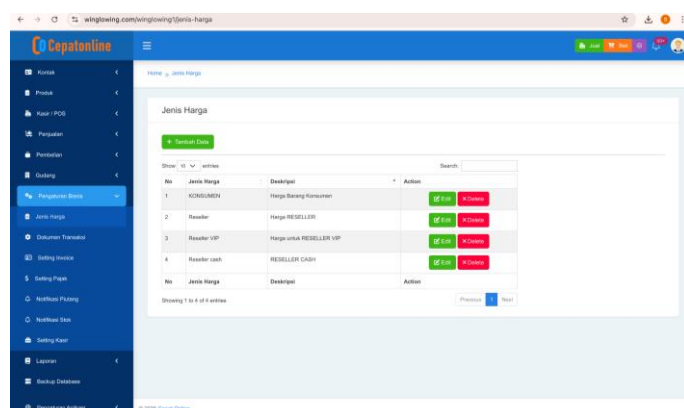 winglowing.com/winglowing1/jenis-harga
Cepatonline
Jual
Beli
Kontak
Home
Jenis Harga
Produk
Kasir / POS
Jenis Harga
Penjualan
+ Tambah Data
Pembelian
Show 10 entries
Search:
Gudang
No Jenis Harga Deskripsi Action
Pengaturan Bisnis
1 KONSUMEN Harga Barang Konsumen Edit Delete
Jenis Harga
2 Reseller Harga RESELLER Edit Delete
Dokumen Transaksi
3 Reseller VIP Harga untuk RESELLER VIP Edit Delete
Setting Invoice
4 Reseller cash RESELLER CASH Edit Delete
Setting Pajak
No Jenis Harga Deskripsi Action
Notifikasi Piutang
Showing 1 to 4 of 4 entries
Previous 1 Next
Notifikasi Stok
Setting Kasir
Laporan
Backup Database
Pengaturan Aplikasi